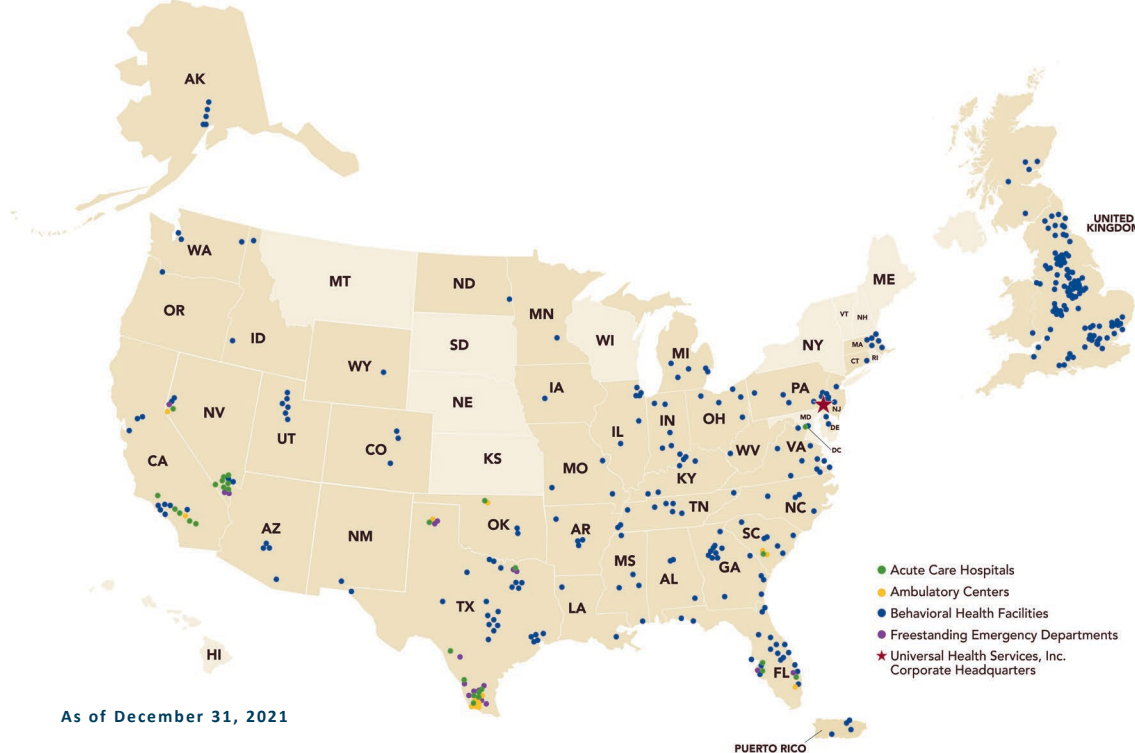 AK
UNITED
KINGDOM
WA
MT
ND
MN
OR
ID
SD
WI
MI
VT
NH
ME
NY
MA
CT
RI
WY
IA
PA
NJ
NV
NE
IL
IN
OH
MD
DE
UT
CO
KS
MO
WV
VA
DC
CA
KY
AZ
NM
OK
AR
TN
NC
SC
MS
AL
GA
TX
LA
HI
FL
Acute Care Hospitals
Ambulatory Centers
Behavioral Health Facilities
Freestanding Emergency Departments
Universal Health Services, Inc.
Corporate Headquarters
As of December 31, 2021
PUERTO RICO